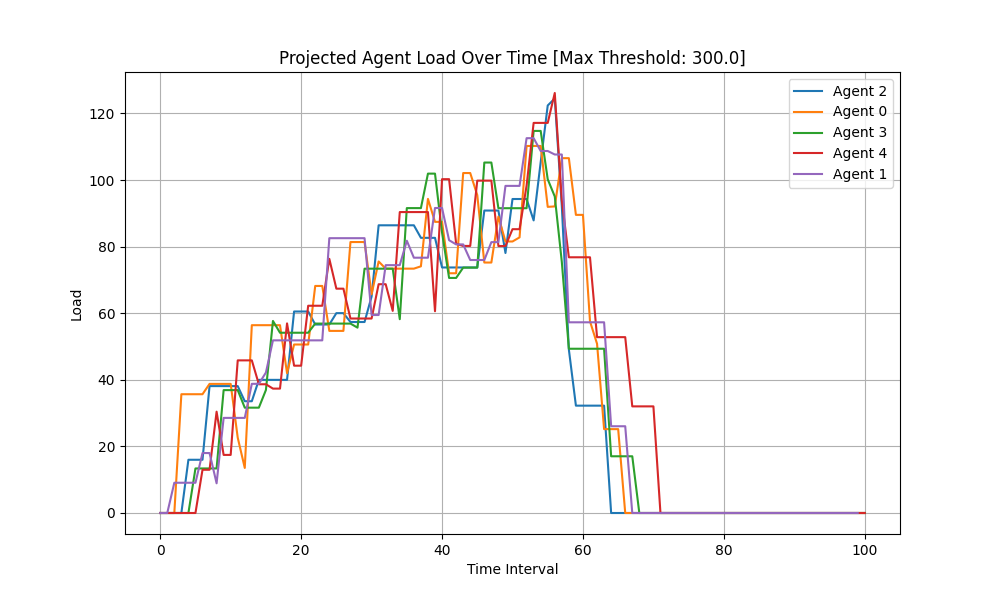 Projected Agent Load Over Time [Max Threshold: 300.0]
Load
120
100
80
60
40
20
0
0 20 40 60 80 100
Time Interval
Agent 2
Agent 0
Agent 3
Agent 4
Agent 1